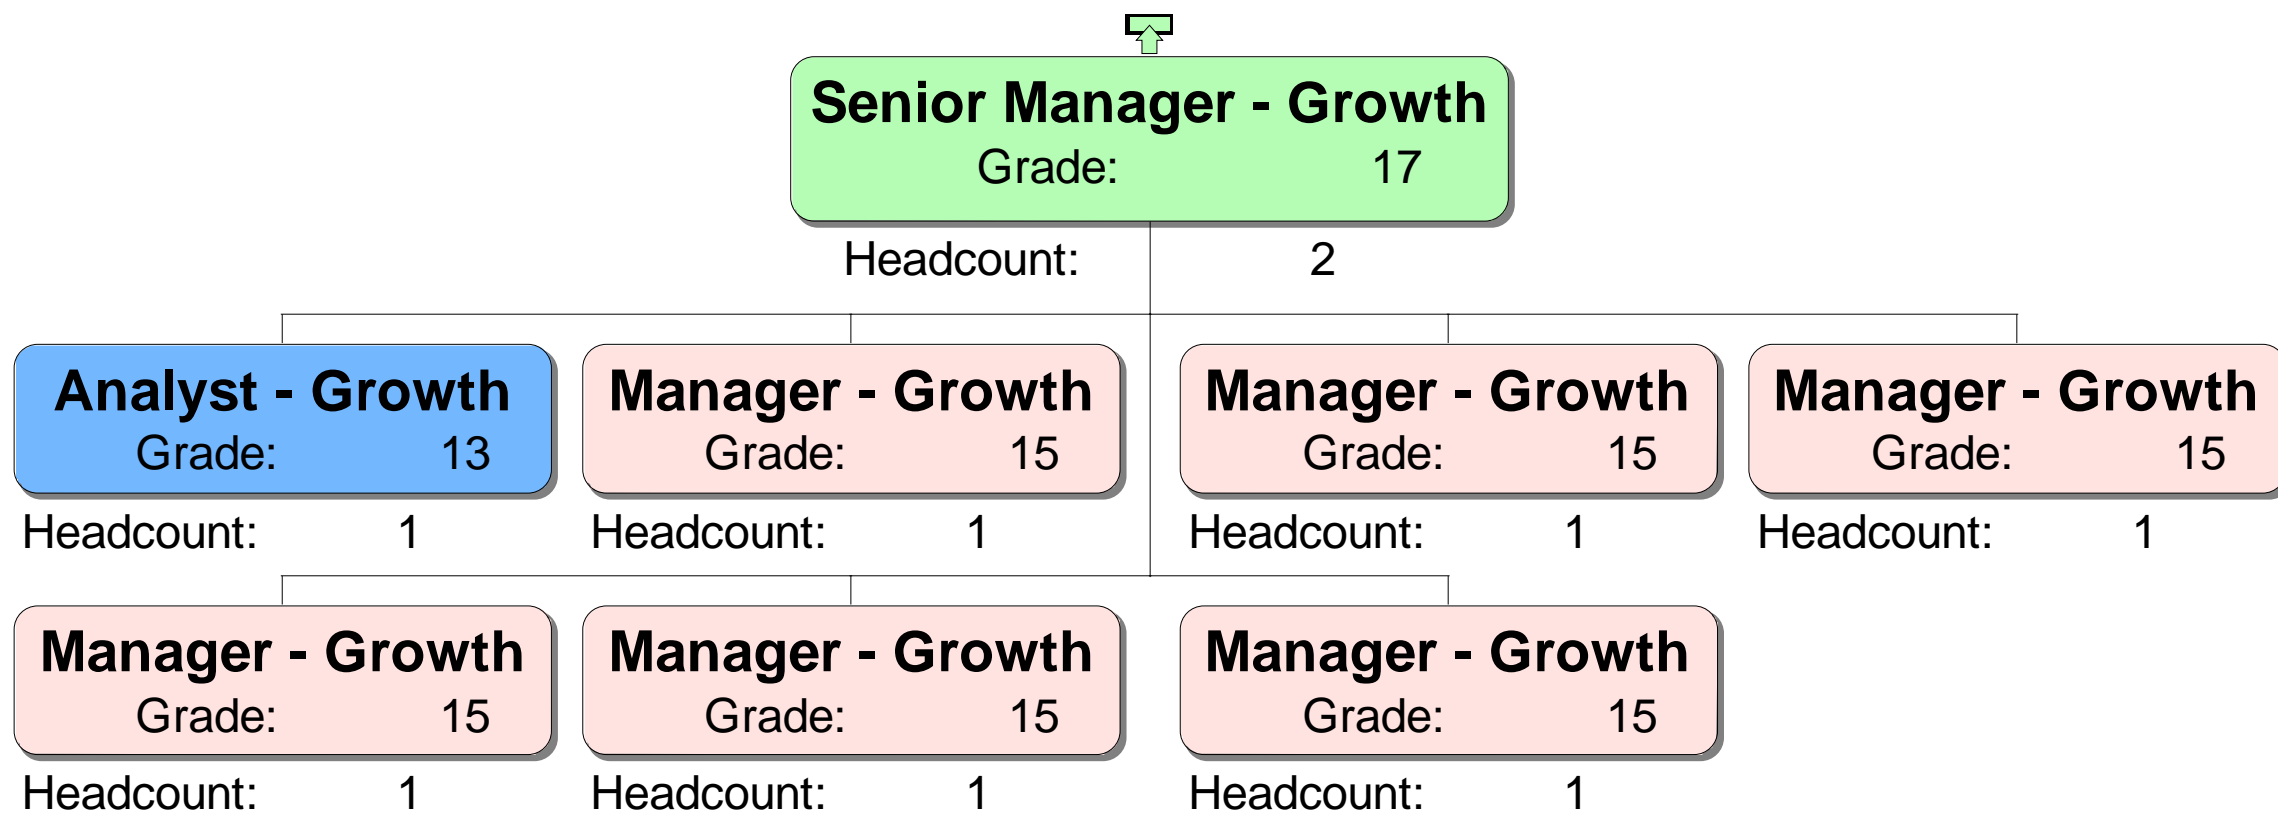 Senior Manager - Growth
Grade: 17
Headcount: 2
Analyst - Growth
Grade: 13
Headcount: 1
Manager - Growth
Grade: 15
Headcount: 1
Manager - Growth
Grade: 15
Headcount: 1
Manager - Growth
Grade: 15
Headcount: 1
Manager - Growth
Grade: 15
Headcount: 1
Manager - Growth
Grade: 15
Headcount: 1
Manager - Growth
Grade: 15
Headcount: 1